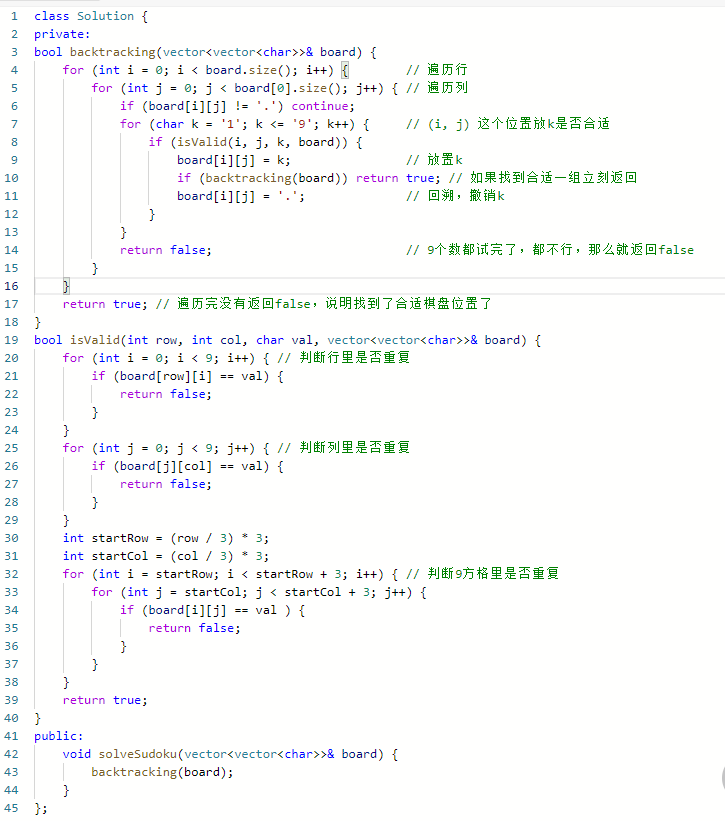 1 class Solution {
2 private:
3 bool backtracking(vector<vector<char>>& board) {
4     for (int i = 0; i < board.size(); i++) {        // 遍历行
5         for (int j = 0; j < board[0].size(); j++) { // 遍历列
6             if (board[i][j] != '.') continue;
7             for (char k = '1'; k <= '9'; k++) {     // (i, j) 这个位置放k是否合适
8                 if (isValid(i, j, k, board)) {
9                     board[i][j] = k;                // 放置k
10                     if (backtracking(board)) return true; // 如果找到合适一组立刻返回
11                     board[i][j] = '.';              // 回溯，撤销k
12                 }
13             }
14             return false;                           // 9个数都试完了，都不行，那么就返回false
15         }
16     }
17     return true; // 遍历完没有返回false，说明找到了合适棋盘位置了
18 }
19 bool isValid(int row, int col, char val, vector<vector<char>>& board) {
20     for (int i = 0; i < 9; i++) { // 判断行里是否重复
21         if (board[row][i] == val) {
22             return false;
23         }
24     }
25     for (int j = 0; j < 9; j++) { // 判断列里是否重复
26         if (board[j][col] == val) {
27             return false;
28         }
29     }
30     int startRow = (row / 3) * 3;
31     int startCol = (col / 3) * 3;
32     for (int i = startRow; i < startRow + 3; i++) { // 判断9方格里是否重复
33         for (int j = startCol; j < startCol + 3; j++) {
34             if (board[i][j] == val ) {
35                 return false;
36             }
37         }
38     }
39     return true;
40 }
41 public:
42     void solveSudoku(vector<vector<char>>& board) {
43         backtracking(board);
44     }
45 };